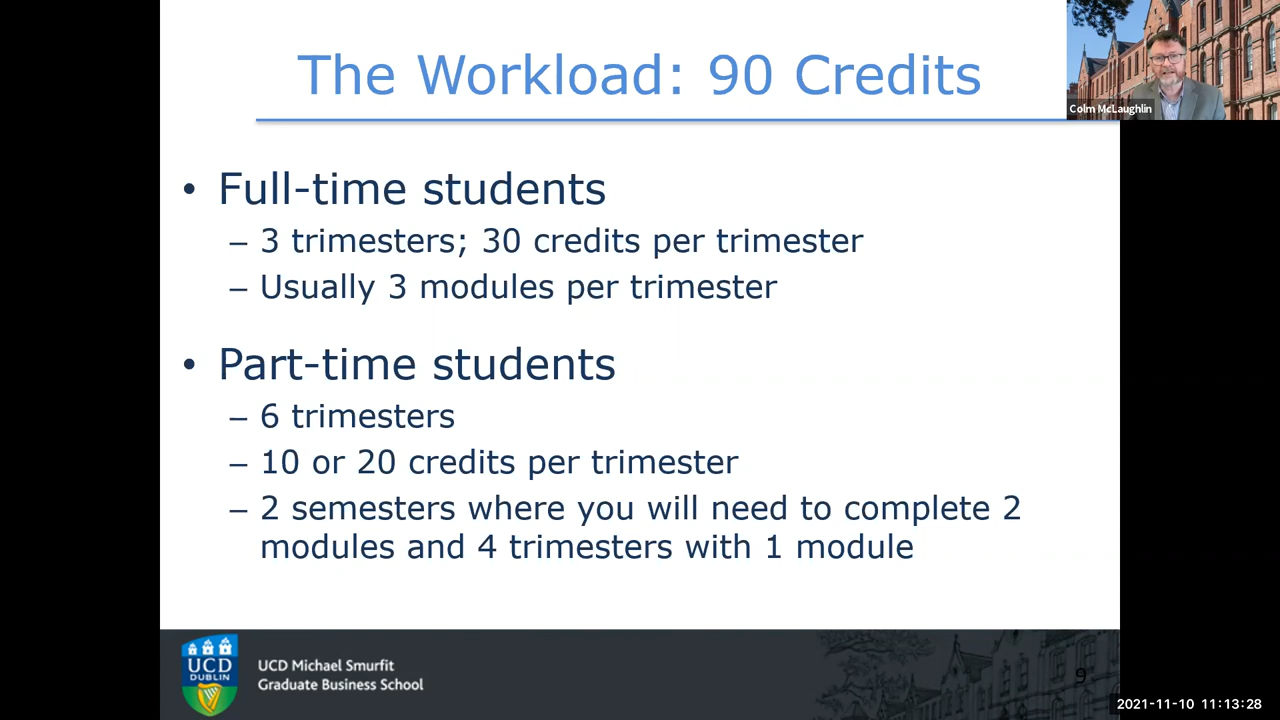 The Workload: 90 Credits
Colm McLaughlin
• Full-time students
– 3 trimesters; 30 credits per trimester
– Usually 3 modules per trimester
• Part-time students
– 6 trimesters
– 10 or 20 credits per trimester
– 2 semesters where you will need to complete 2
modules and 4 trimesters with 1 module
UCD
DUBLIN
UCD Michael Smurfit
Graduate Business School
9
2021-11-10 11:13:28